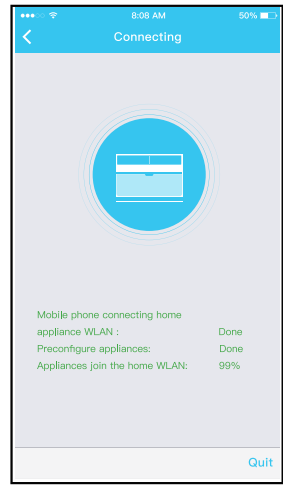 8:08 AM 50%
Connecting
Mobile phone connecting home
appliance WLAN : Done
Preconfigure appliances: Done
Appliances join the home WLAN: 99%
Quit